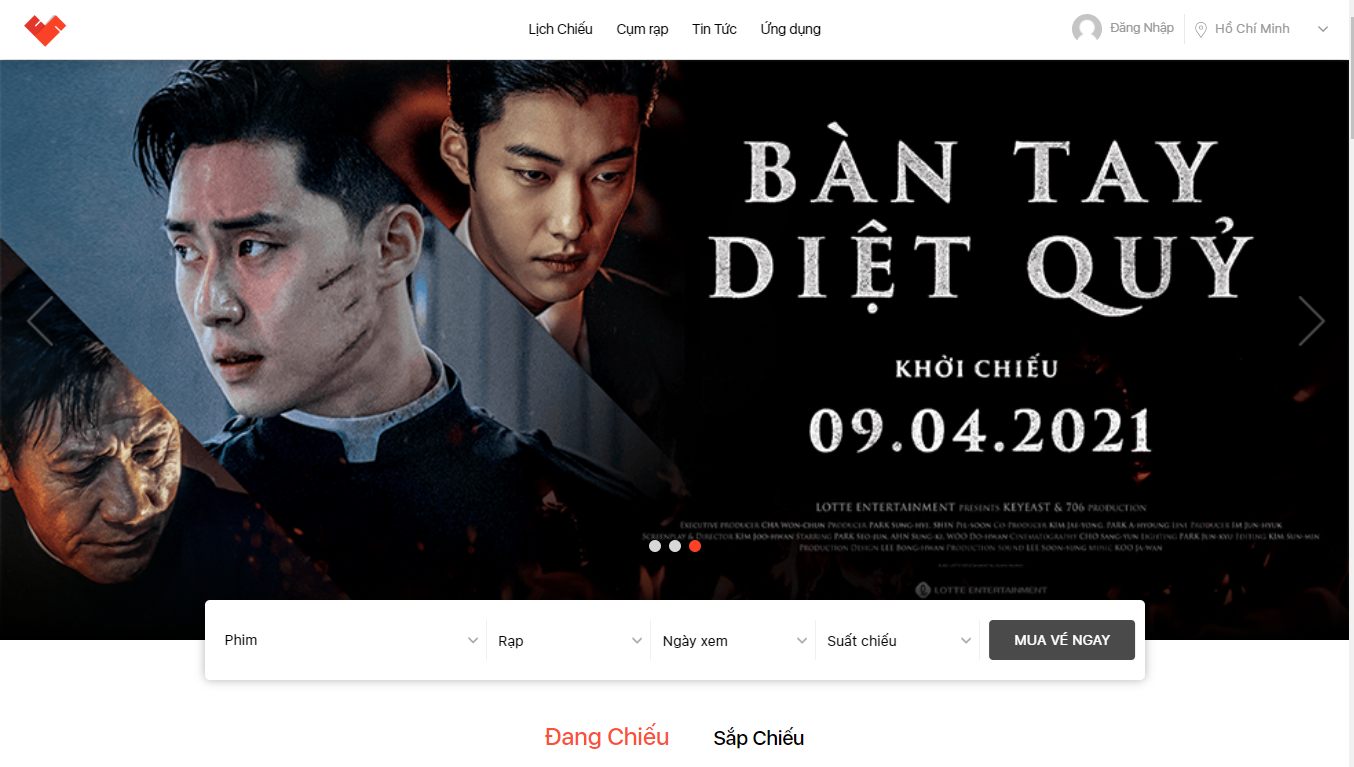 Lịch Chiếu Cụm rạp Tin Tức Ứng dụng Đăng Nhập Hồ Chí Minh
BÀN TAY
DIỆT QUỶ
KHỞI CHIẾU
09.04.2021
LOTTE ENTERTAINMENT PRESENTS KEYEAST & 706 PRODUCTION
EXECUTIVE PRODUCER CHA WON-CHUN PRODUCER PARK SUNG-HYE, SHIN PIL-SOON CO PRODUCER KIM JAE-YONG, PARK A-HYOUNG LINE PRODUCER IM JUN-HYUK
SCREENPLAY & DIRECTOR KIM JOO-HWAN STARRING PARK SEO-JUN, AHN SUNG-KI, WOO DO-HWAN CINEMATOGRAPHY CHO SANG-YUN LIGHTING PARK JUN-KYU EDITING KIM SUN-MIN
PRODUCTION DESIGN LEE BONG-HWAN PRODUCTION SOUND LEE SOON-SUNG MUSIC KOO JA-WAN
LOTTE ENTERTAINMENT
Phim Rạp Ngày xem Suất chiếu MUA VÉ NGAY
Đang Chiếu Sắp Chiếu